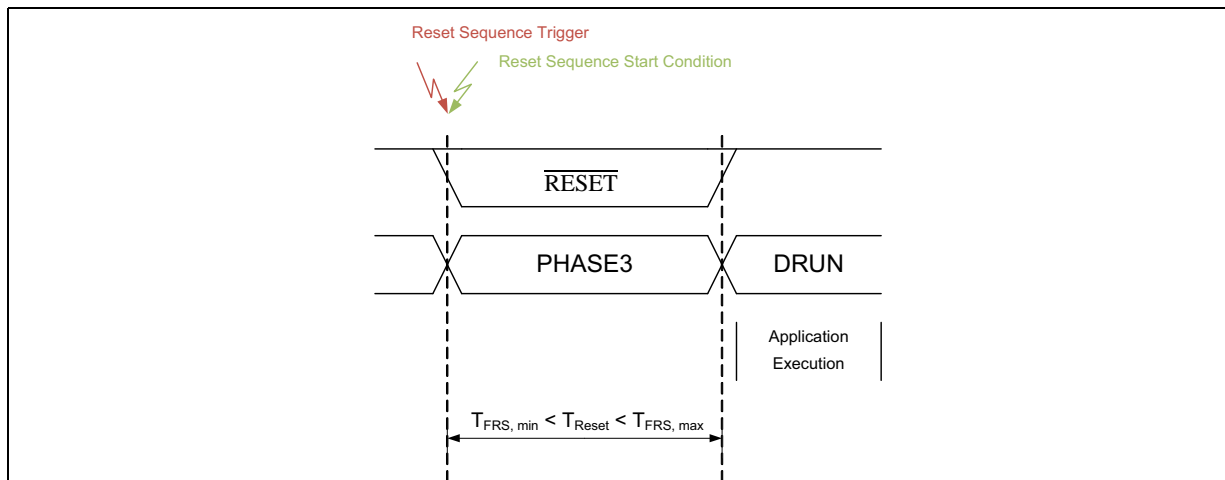 Reset Sequence Trigger
Reset Sequence Start Condition
RESET
PHASE3
DRUN
Application
Execution
TFRS, min < TReset < TFRS, max